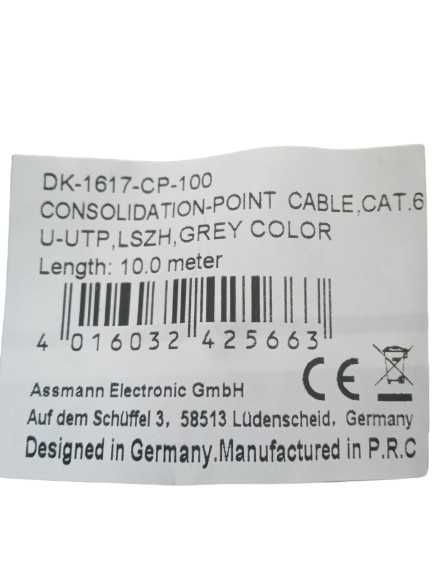 DK-1617-CP-100
CONSOLIDATION-POINT CABLE,CAT.6
U-UTP,LSZH,GREY COLOR
Length: 10.0 meter
4 016032 425663
CE
Assmann Electronic GmbH
Auf dem Schüffel 3, 58513 Lüdenscheid, Germany
Designed in Germany.Manufactured in P.R.C